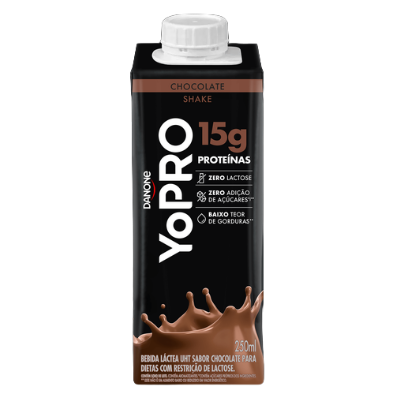 CHOCOLATE
SHAKE
DANONE
YoPRO
15g
PROTEÍNAS
ZERO LACTOSE
ZERO ADIÇÃO
DE AÇÚCARES*
BAIXO TEOR
DE GORDURAS**
250ml
BEBIDA LÁCTEA UHT SABOR CHOCOLATE PARA
DIETAS COM RESTRIÇÃO DE LACTOSE.